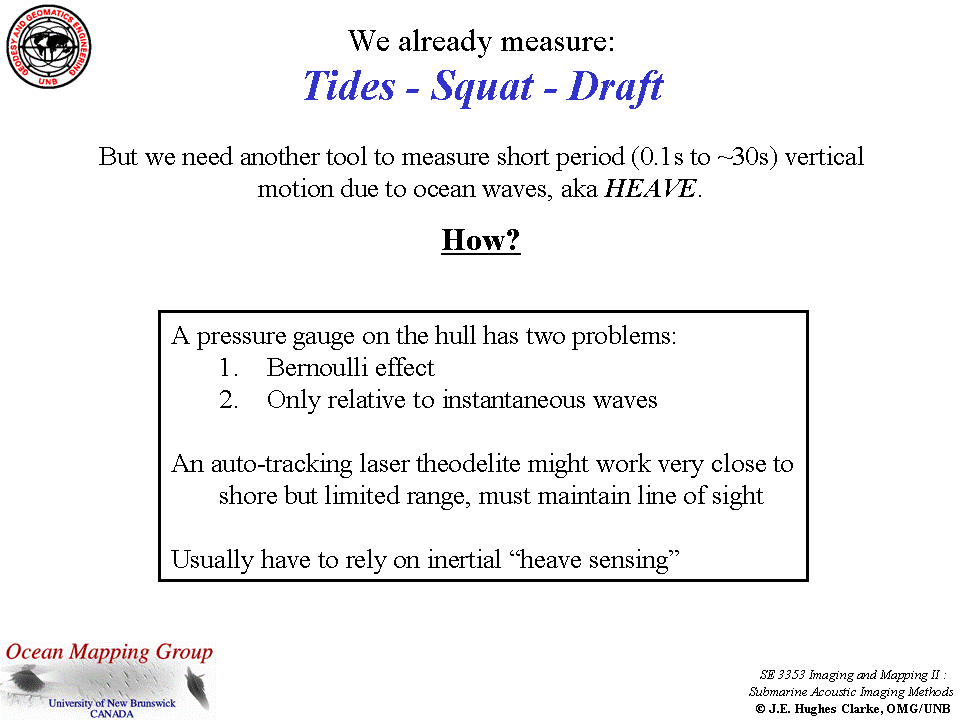 GEODESY AND GEOMATICS ENGINEERING
UNB
We already measure:
Tides - Squat - Draft
But we need another tool to measure short period (0.1s to ~30s) vertical
motion due to ocean waves, aka HEAVE.
How?
A pressure gauge on the hull has two problems:
1. Bernoulli effect
2. Only relative to instantaneous waves
An auto-tracking laser theodelite might work very close to
shore but limited range, must maintain line of sight
Usually have to rely on inertial “heave sensing”
Ocean Mapping Group
University of New Brunswick
CANADA
SE 3353 Imaging and Mapping II :
Submarine Acoustic Imaging Methods
© J.E. Hughes Clarke, OMG/UNB